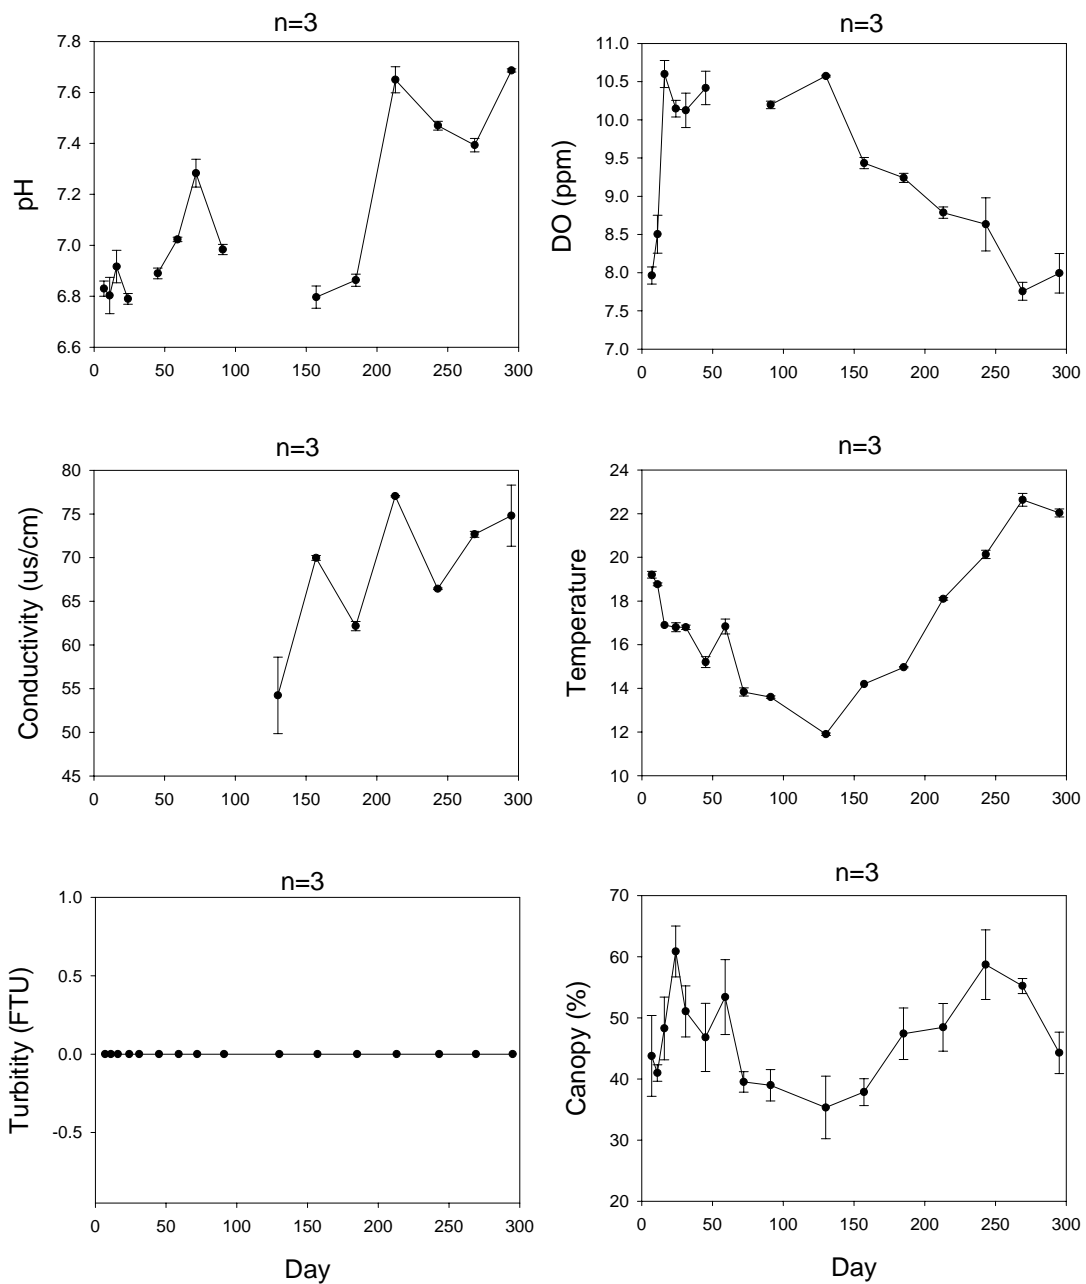 n=3
pH
7.8
7.6
7.4
7.2
7.0
6.8
6.6
0 50 100 150 200 250 300
n=3
DO (ppm)
11.0
10.5
10.0
9.5
9.0
8.5
8.0
7.5
7.0
0 50 100 150 200 250 300
n=3
Conductivity (us/cm)
80
75
70
65
60
55
50
45
0 50 100 150 200 250 300
n=3
Temperature
24
22
20
18
16
14
12
10
0 50 100 150 200 250 300
n=3
Turbitity (FTU)
1.0
0.5
0.0
-0.5
0 50 100 150 200 250 300
Day
n=3
Canopy (%)
70
60
50
40
30
20
0 50 100 150 200 250 300
Day